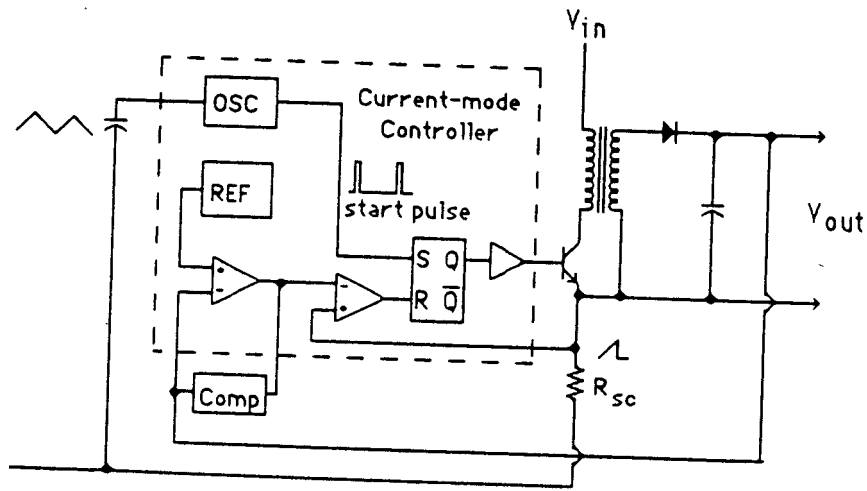 Vin
OSC
Current-mode
Controller
REF
start pulse
Vout
S Q
R Q̅
Comp
Rsc